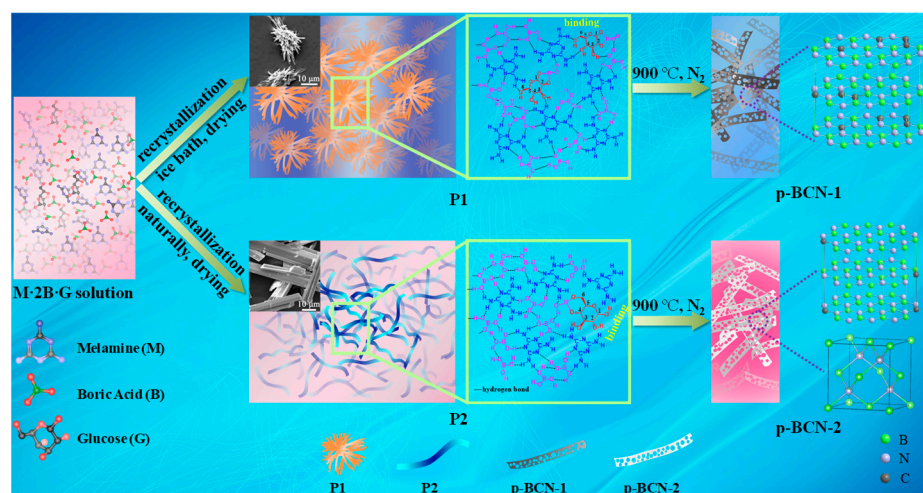 recrystallization
ice bath, drying
10 μm
binding
900 °C, N2
P1
p-BCN-1
M·2B·G solution
recrystallization
naturally, drying
10 μm
binding
hydrogen bond
900 °C, N2
P2
p-BCN-2
Melamine (M)
Boric Acid (B)
Glucose (G)
P1
P2
p-BCN-1
p-BCN-2
B
N
C